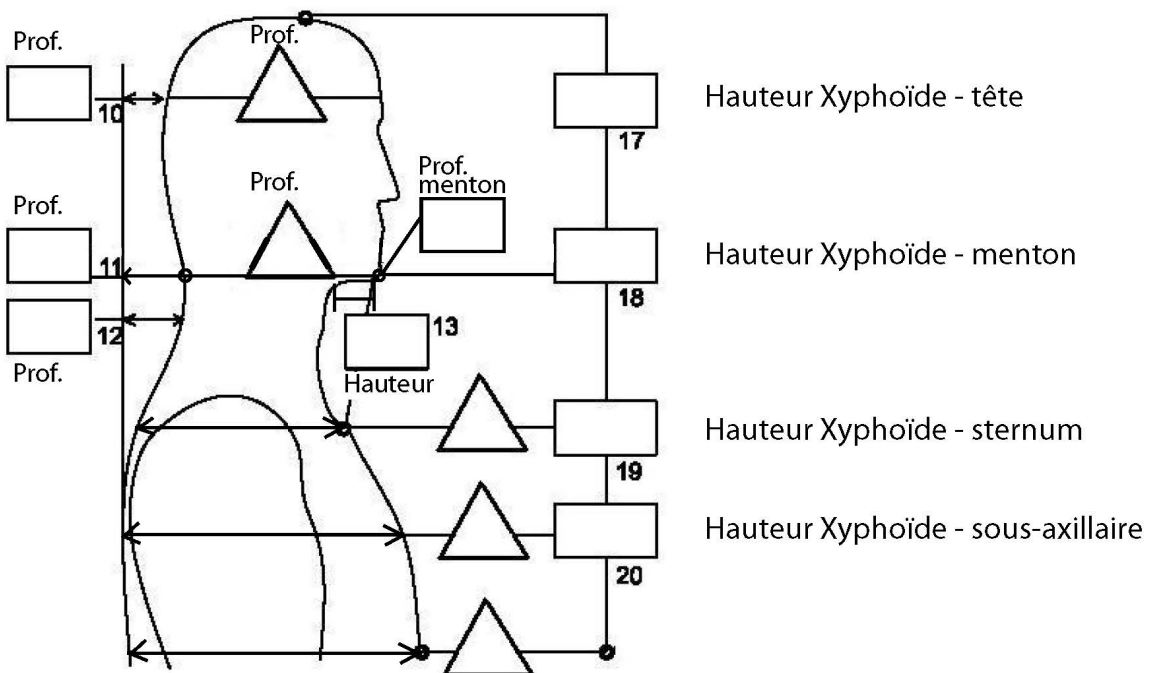 Prof.
Prof.
10
17
Hauteur Xyphoïde - tête
Prof.
Prof.
Prof.
menton
11
18
Hauteur Xyphoïde - menton
12
13
Prof.
Hauteur
19
Hauteur Xyphoïde - sternum
20
Hauteur Xyphoïde - sous-axillaire